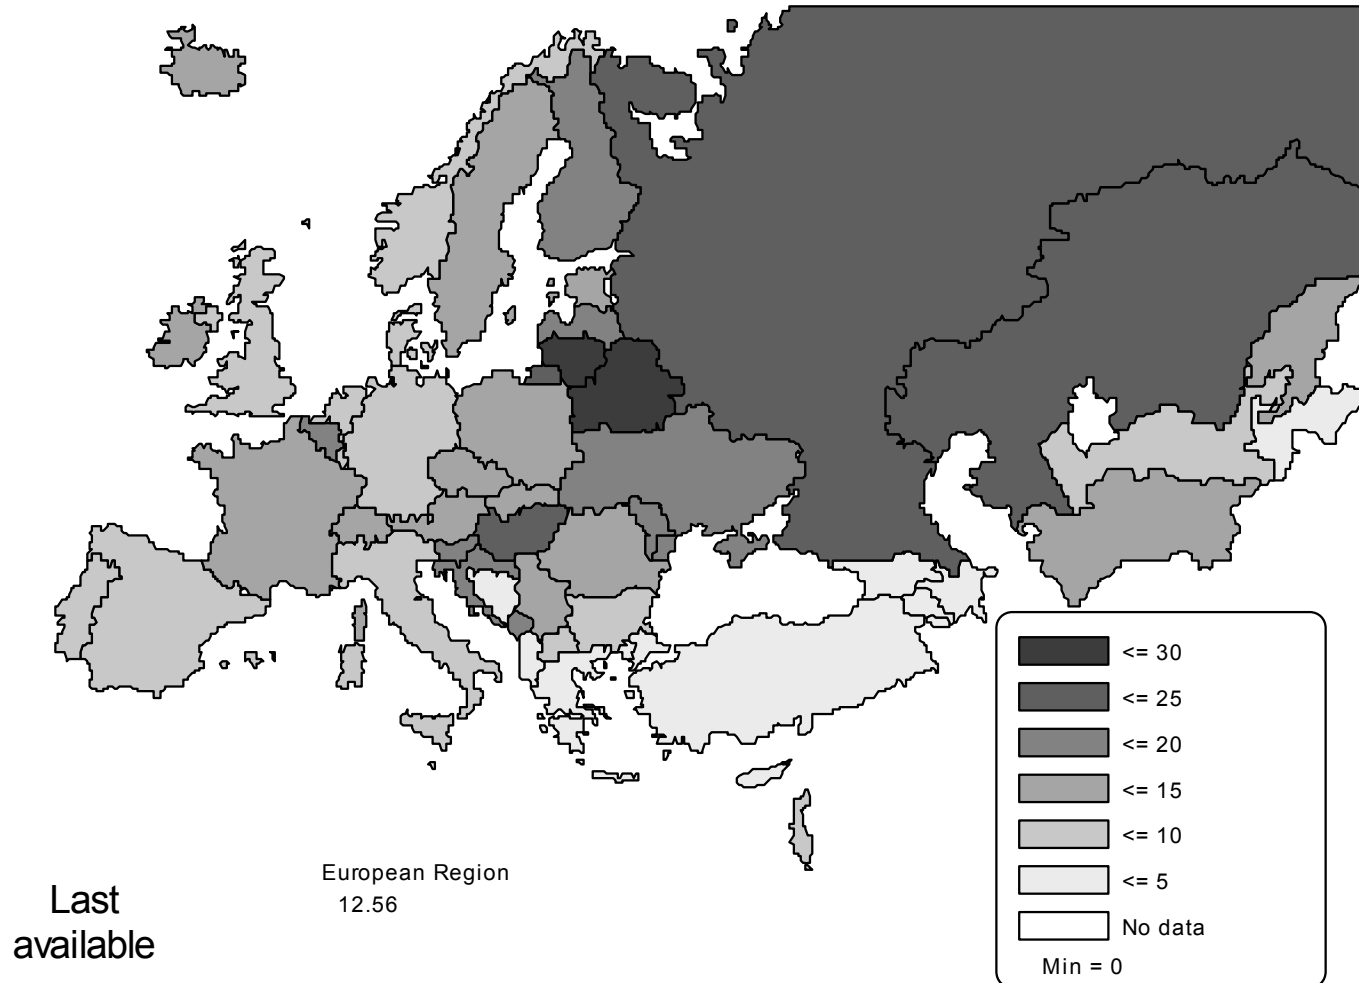 <= 30
<= 25
<= 20
<= 15
<= 10
<= 5
No data
Min = 0
European Region
12.56
Last
available